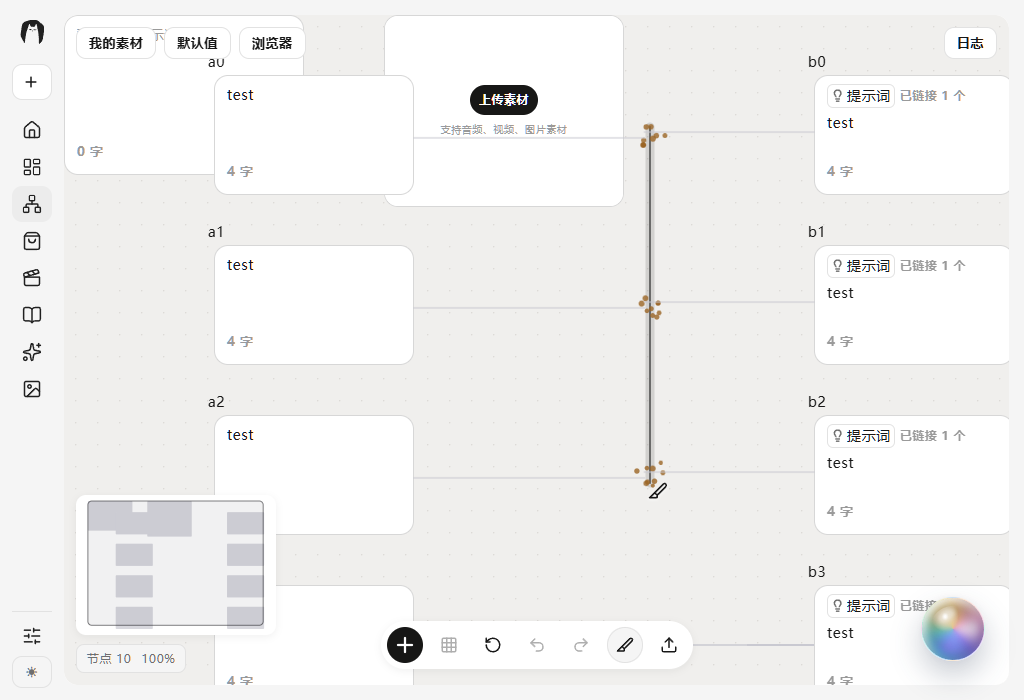 我的素材
默认值
浏览器
日志
0 字
a0
test
4 字
上传素材
支持音频、视频、图片素材
b0
提示词 已链接 1 个
test
4 字
a1
test
4 字
b1
提示词 已链接 1 个
test
4 字
a2
test
b2
提示词 已链接 1 个
test
4 字
4 字
b3
提示词 已链接
test
4 字
节点 10 100%